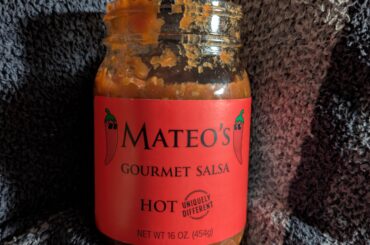 MATEO'S
GOURMET SALSA
HOT UNIQUELY DIFFERENT
NET WT 16 OZ. (454g)